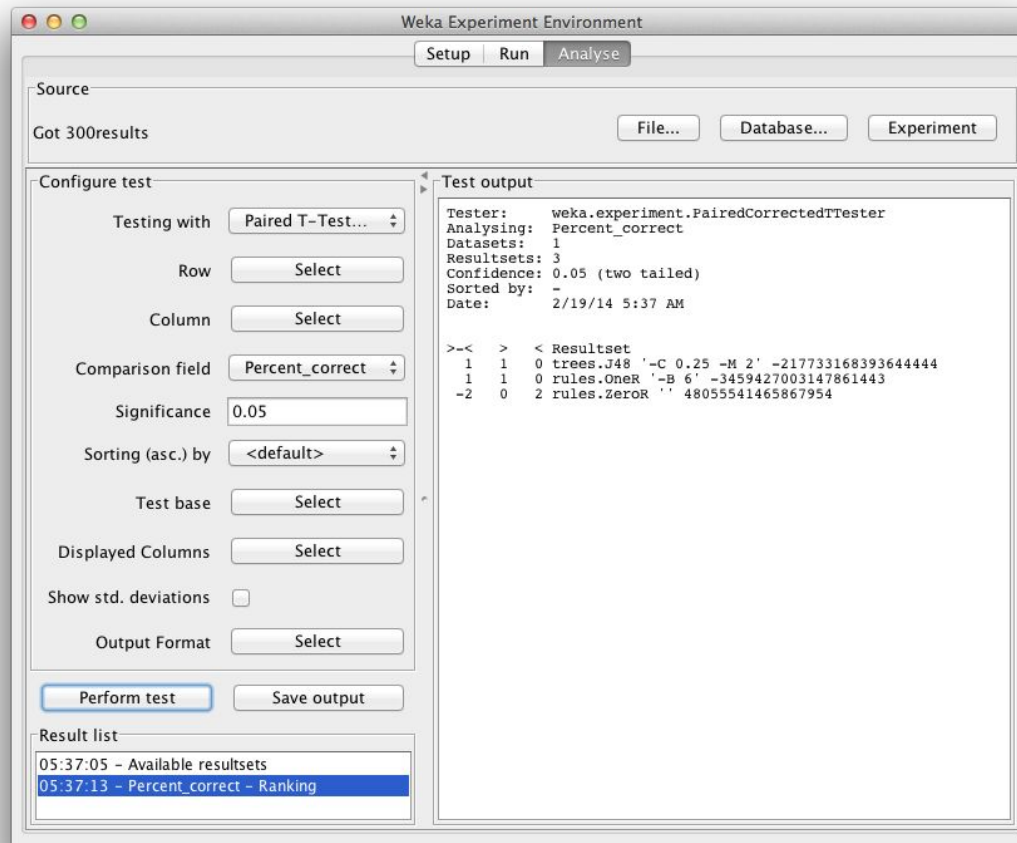 Weka Experiment Environment
Setup Run Analyse
Source
Got 300results File... Database... Experiment
Configure test
Testing with Paired T-Test...
Row Select
Column Select
Comparison field Percent_correct
Significance 0.05
Sorting (asc.) by <default>
Test base Select
Displayed Columns Select
Show std. deviations
Output Format Select
Perform test Save output
Result list
05:37:05 - Available resultsets
05:37:13 - Percent_correct - Ranking
Test output
Tester: weka.experiment.PairedCorrectedTTester
Analysing: Percent_correct
Datasets: 1
Resultsets: 3
Confidence: 0.05 (two tailed)
Sorted by: -
Date: 2/19/14 5:37 AM
>-< > < Resultset
1 1 0 trees.J48 '-C 0.25 -M 2' -217733168393644444
1 1 0 rules.OneR '-B 6' -3459427003147861443
-2 0 2 rules.ZeroR '' 48055541465867954